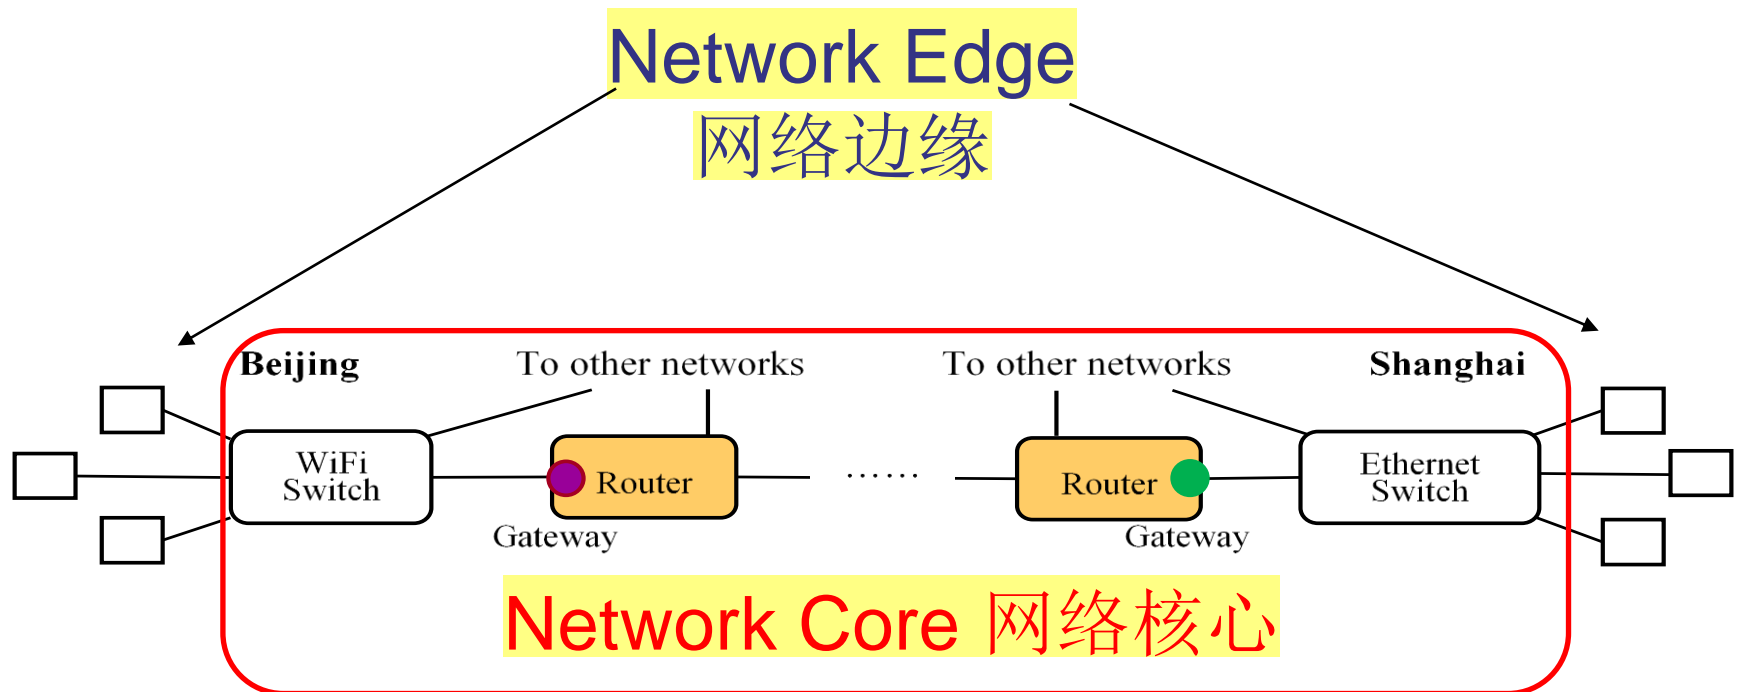 Network Edge
网络边缘
Beijing
To other networks
To other networks
Shanghai
WiFi
Switch
Router
……
Router
Ethernet
Switch
Gateway
Gateway
Network Core 网络核心